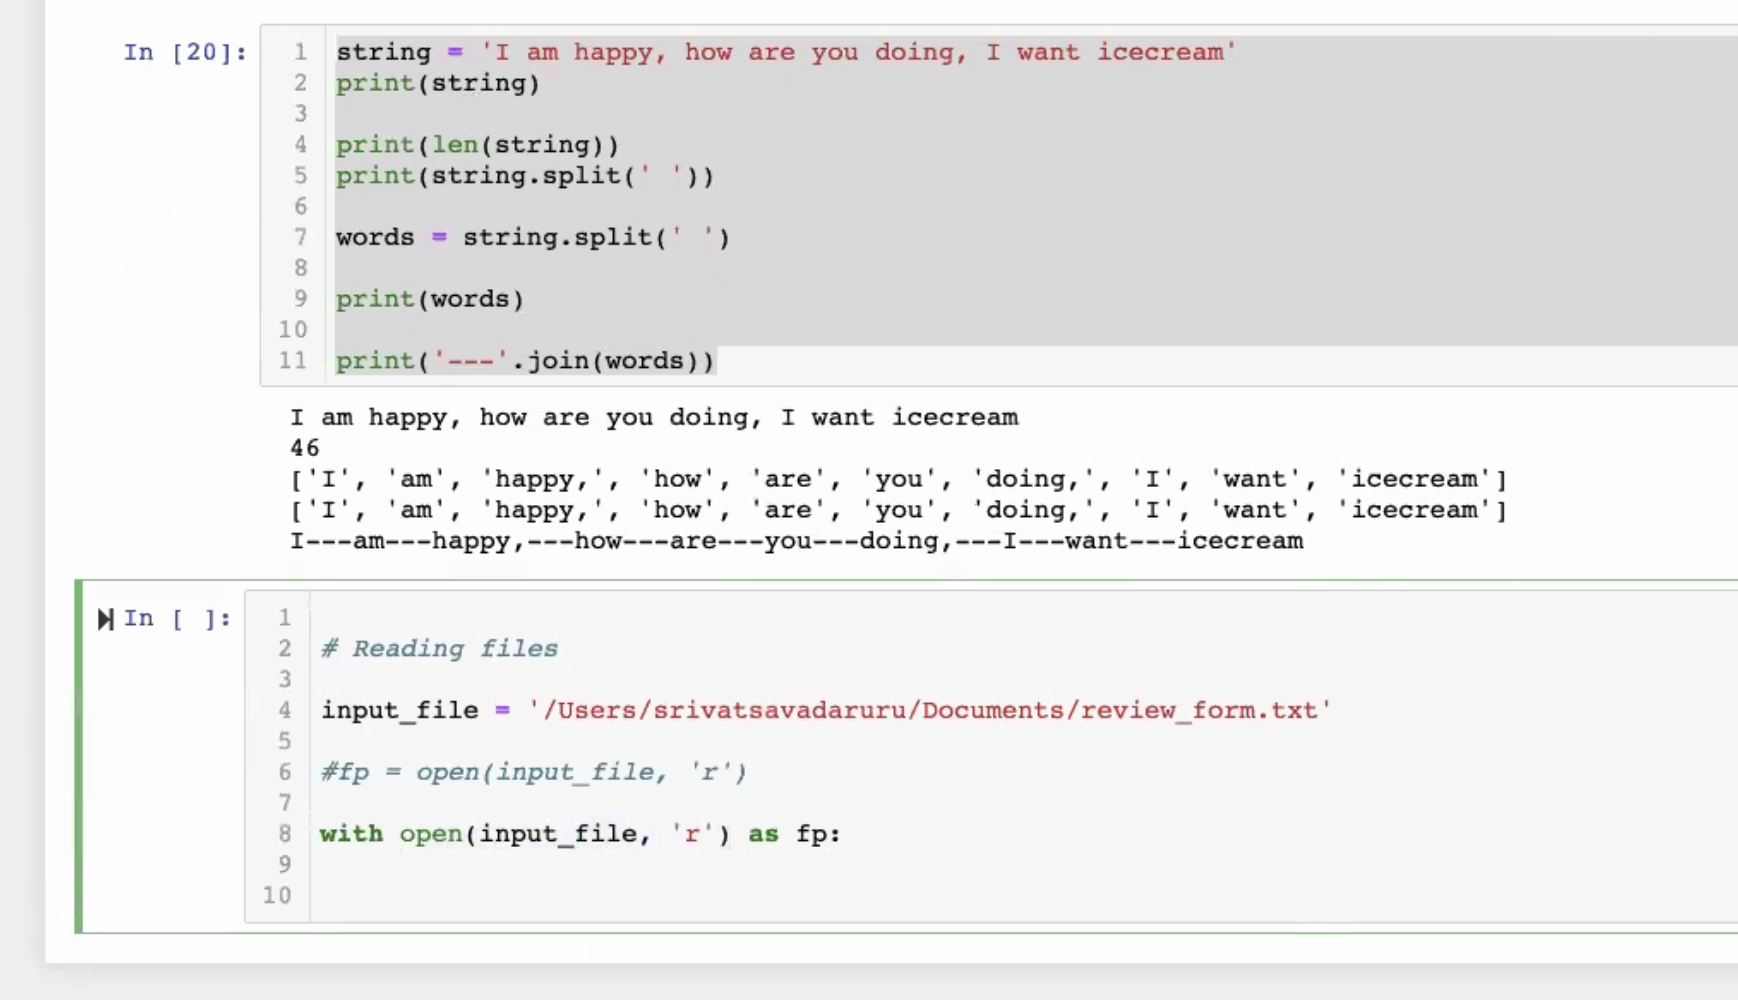 In [20]:
1 string = 'I am happy, how are you doing, I want icecream'
2 print(string)
3
4 print(len(string))
5 print(string.split(' '))
6
7 words = string.split(' ')
8
9 print(words)
10
11 print('---'.join(words))
I am happy, how are you doing, I want icecream
46
['I', 'am', 'happy,', 'how', 'are', 'you', 'doing,', 'I', 'want', 'icecream']
['I', 'am', 'happy,', 'how', 'are', 'you', 'doing,', 'I', 'want', 'icecream']
I---am---happy,---how---are---you---doing,---I---want---icecream
In [ ]:
1
2 # Reading files
3
4 input_file = '/Users/srivatsavadaruru/Documents/review_form.txt'
5
6 #fp = open(input_file, 'r')
7
8 with open(input_file, 'r') as fp:
9
10